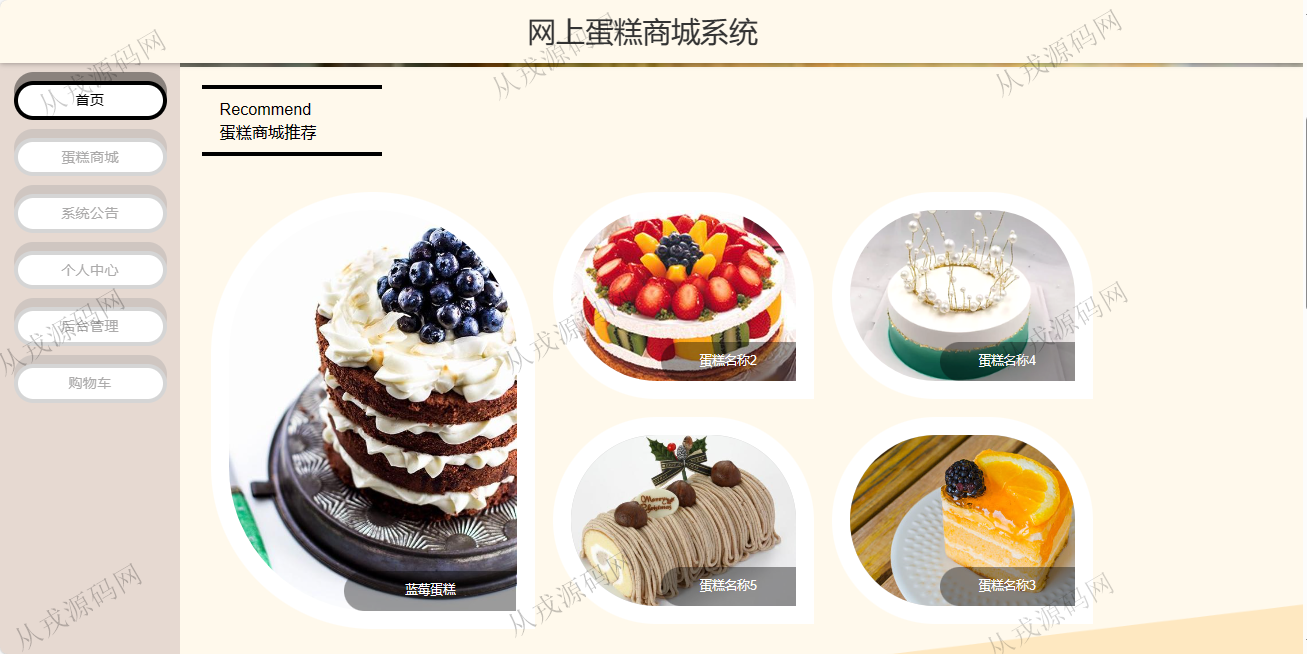 网上蛋糕商城系统
首页
蛋糕商城
系统公告
个人中心
后台管理
购物车
Recommend
蛋糕商城推荐
蓝莓蛋糕
蛋糕名称2
蛋糕名称4
蛋糕名称5
蛋糕名称3
Merry
Christmas
从戎源码网
从戎源码网
从戎源码网
从戎源码网
从戎源码网
从戎源码网
从戎源码网
从戎源码网
从戎源码网